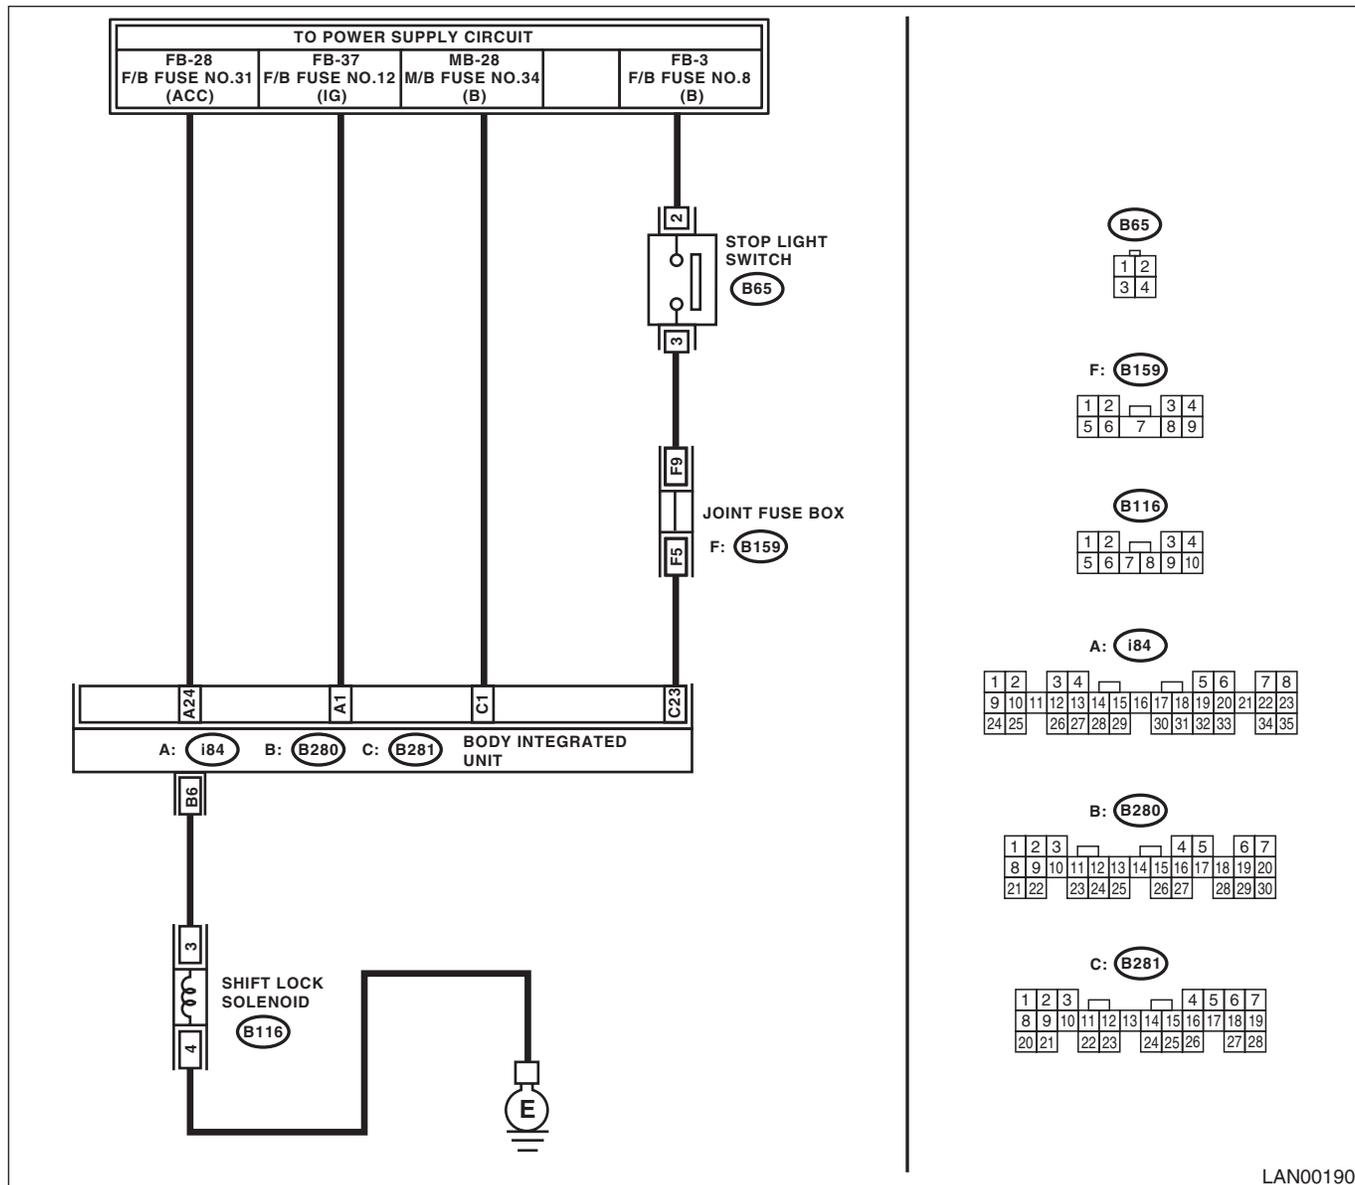 TO POWER SUPPLY CIRCUIT
FB-28
F/B FUSE NO.31
(ACC)
FB-37
F/B FUSE NO.12
(IG)
MB-28
M/B FUSE NO.34
(B)
FB-3
F/B FUSE NO.8
(B)
2
STOP LIGHT
SWITCH
B65
3
F9
JOINT FUSE BOX
F: B159
F5
A24
A1
C1
C23
A: i84 B: B280 C: B281 BODY INTEGRATED
UNIT
B6
3
SHIFT LOCK
SOLENOID
B116
4
E
B65
1 2
3 4
F: B159
1 2 3 4
5 6 7 8 9
B116
1 2 3 4
5 6 7 8 9 10
A: i84
1 2 3 4 5 6 7 8
9 10 11 12 13 14 15 16 17 18 19 20 21 22 23
24 25 26 27 28 29 30 31 32 33 34 35
B: B280
1 2 3 4 5 6 7
8 9 10 11 12 13 14 15 16 17 18 19 20
21 22 23 24 25 26 27 28 29 30
C: B281
1 2 3 4 5 6 7
8 9 10 11 12 13 14 15 16 17 18 19
20 21 22 23 24 25 26 27 28
LAN00190